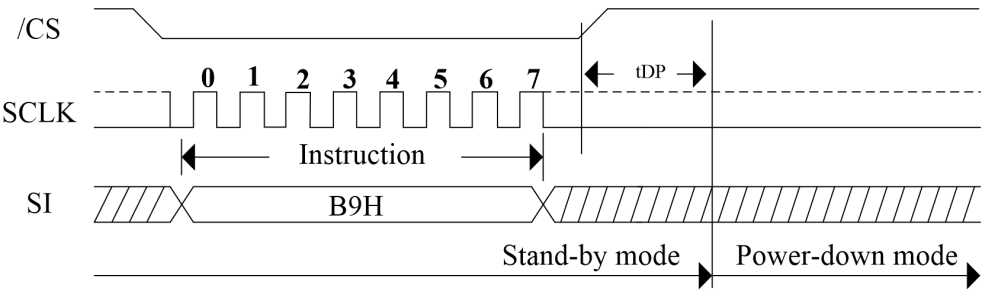 /CS
tDP
0 1 2 3 4 5 6 7
SCLK
Instruction
SI
B9H
Stand-by mode
Power-down mode